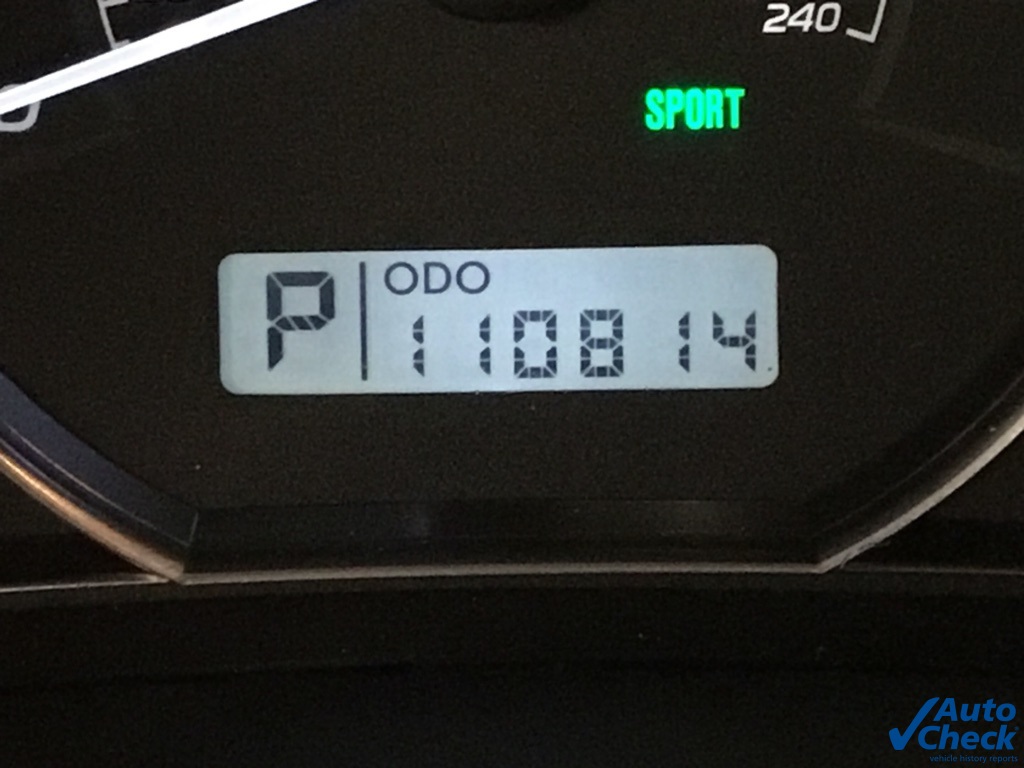 240
SPORT
P ODO
110814
Auto
Check
vehicle history reports